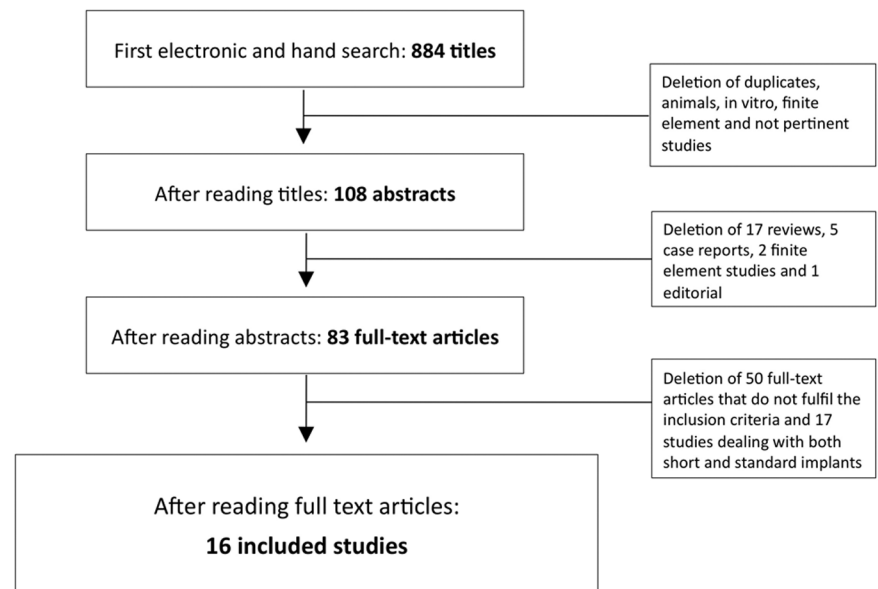 First electronic and hand search: 884 titles
Deletion of duplicates,
animals, in vitro, finite
element and not pertinent
studies
After reading titles: 108 abstracts
Deletion of 17 reviews, 5
case reports, 2 finite
element studies and 1
editorial
After reading abstracts: 83 full-text articles
Deletion of 50 full-text
articles that do not fulfil the
inclusion criteria and 17
studies dealing with both
short and standard implants
After reading full text articles:
16 included studies